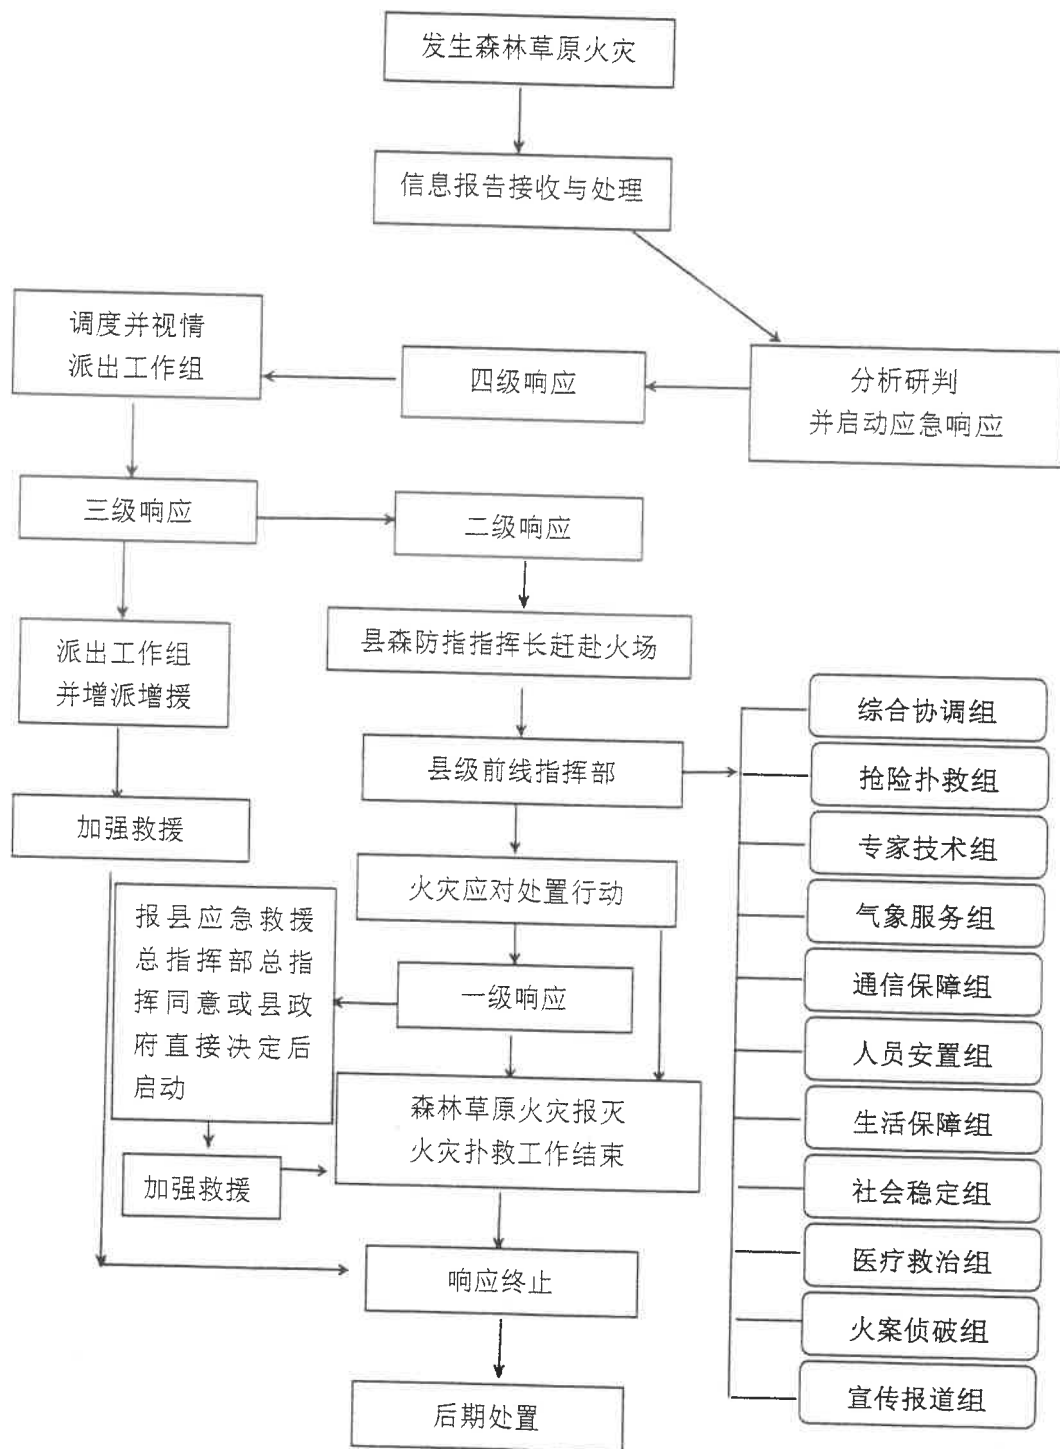 发生森林草原火灾
信息报告接收与处理
调度并视情
派出工作组
四级响应
分析研判
并启动应急响应
三级响应
二级响应
县森防指指挥长赶赴火场
派出工作组
并增派增援
县级前线指挥部
加强救援
火灾应对处置行动
报县应急救援
总指挥部总指
挥同意或县政
府直接决定后
启动
一级响应
森林草原火灾报灭
火灾扑救工作结束
加强救援
响应终止
后期处置
综合协调组
抢险扑救组
专家技术组
气象服务组
通信保障组
人员安置组
生活保障组
社会稳定组
医疗救治组
火案侦破组
宣传报道组